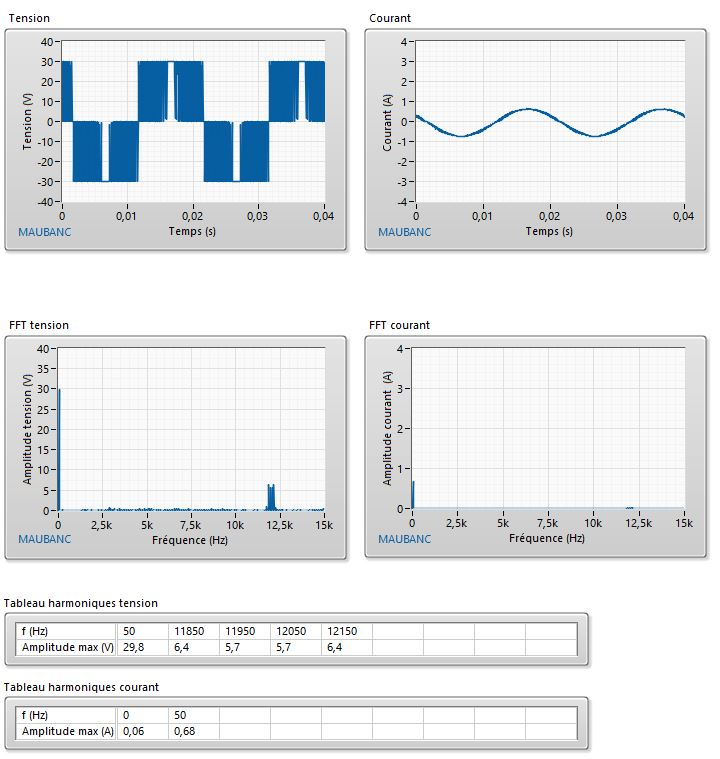 Tension
Courant
40
30
20
10
0
-10
-20
-30
-40
Tension (V)
0 0,01 0,02 0,03 0,04
Temps (s)
MAUBANC
4
3
2
1
0
-1
-2
-3
-4
Courant (A)
0 0,01 0,02 0,03 0,04
Temps (s)
MAUBANC
FFT tension
FFT courant
40
35
30
25
20
15
10
5
0
Amplitude tension (V)
0 2,5k 5k 7,5k 10k 12,5k 15k
Fréquence (Hz)
MAUBANC
4
3
2
1
0
Amplitude courant (A)
0 2,5k 5k 7,5k 10k 12,5k 15k
Fréquence (Hz)
MAUBANC
Tableau harmoniques tension
f (Hz) 50 11850 11950 12050 12150
Amplitude max (V) 29,8 6,4 5,7 5,7 6,4
Tableau harmoniques courant
f (Hz) 0 50
Amplitude max (A) 0,06 0,68